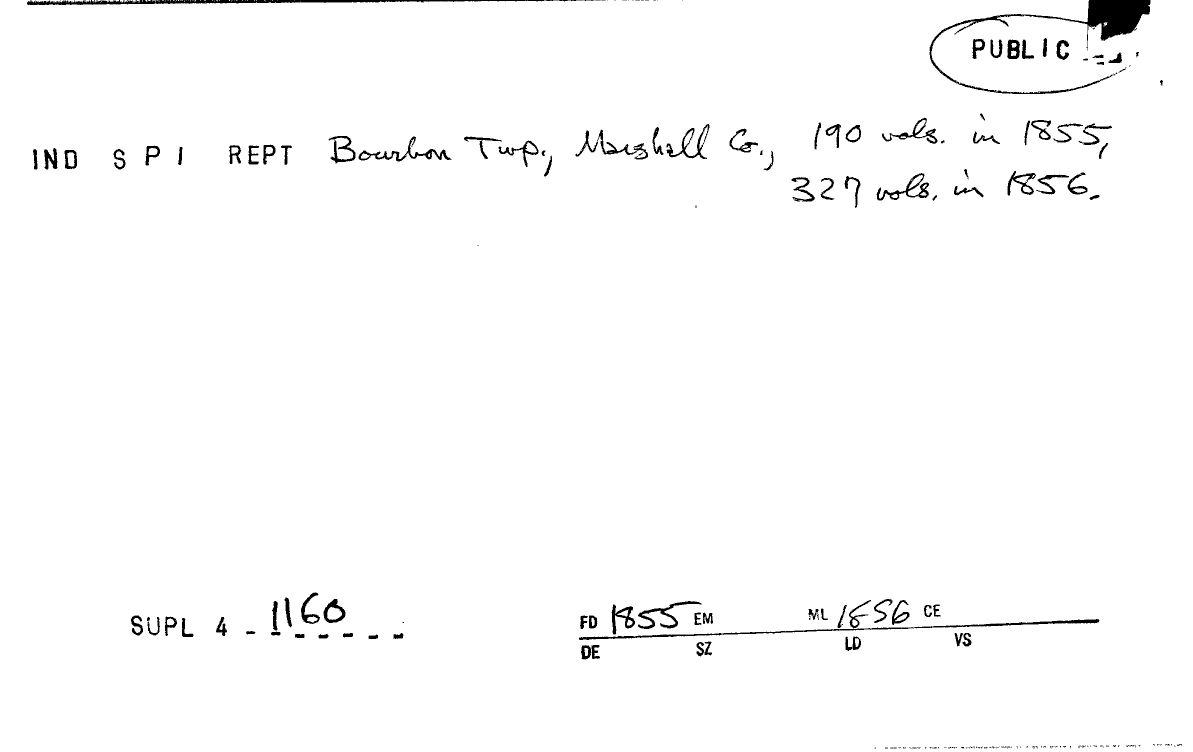 PUBLIC
IND S P I REPT Bourbon Twp., Marshall Co., 190 vols. in 1855,
327 vols. in 1856.
SUPL 4 - 1160
FD 1855 EM ML 1856 CE
DE SZ LD VS